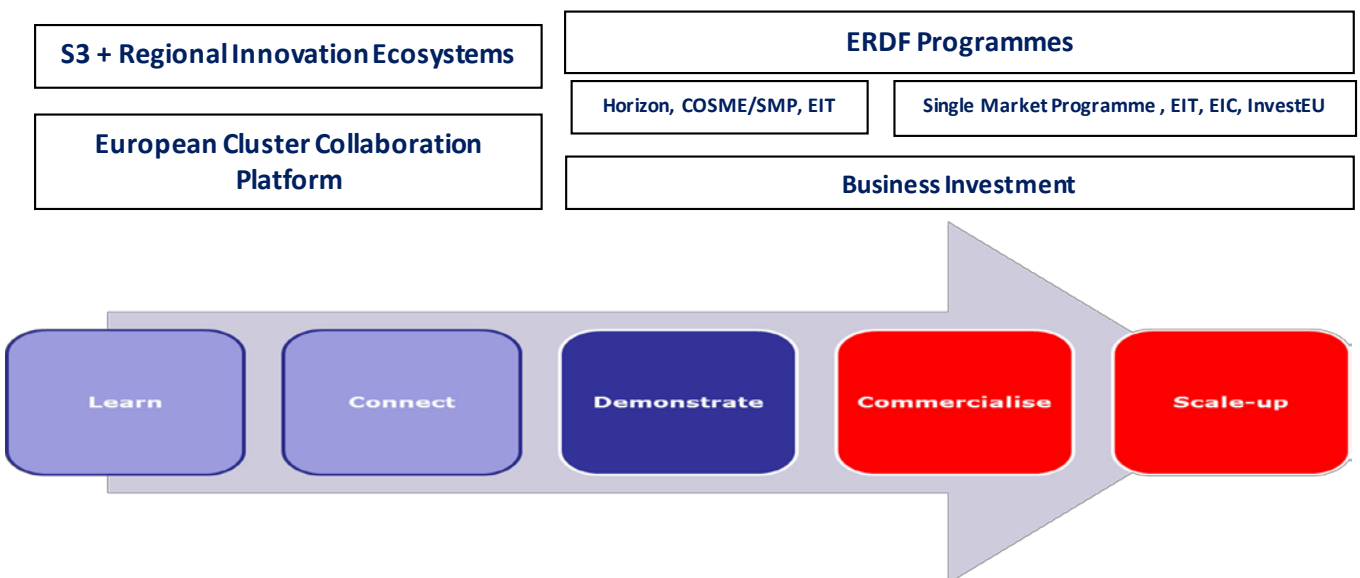 S3 + Regional Innovation Ecosystems
European Cluster Collaboration
Platform
ERDF Programmes
Horizon, COSME/SMP, EIT
Single Market Programme , EIT, EIC, InvestEU
Business Investment
Learn
Connect
Demonstrate
Commercialise
Scale-up